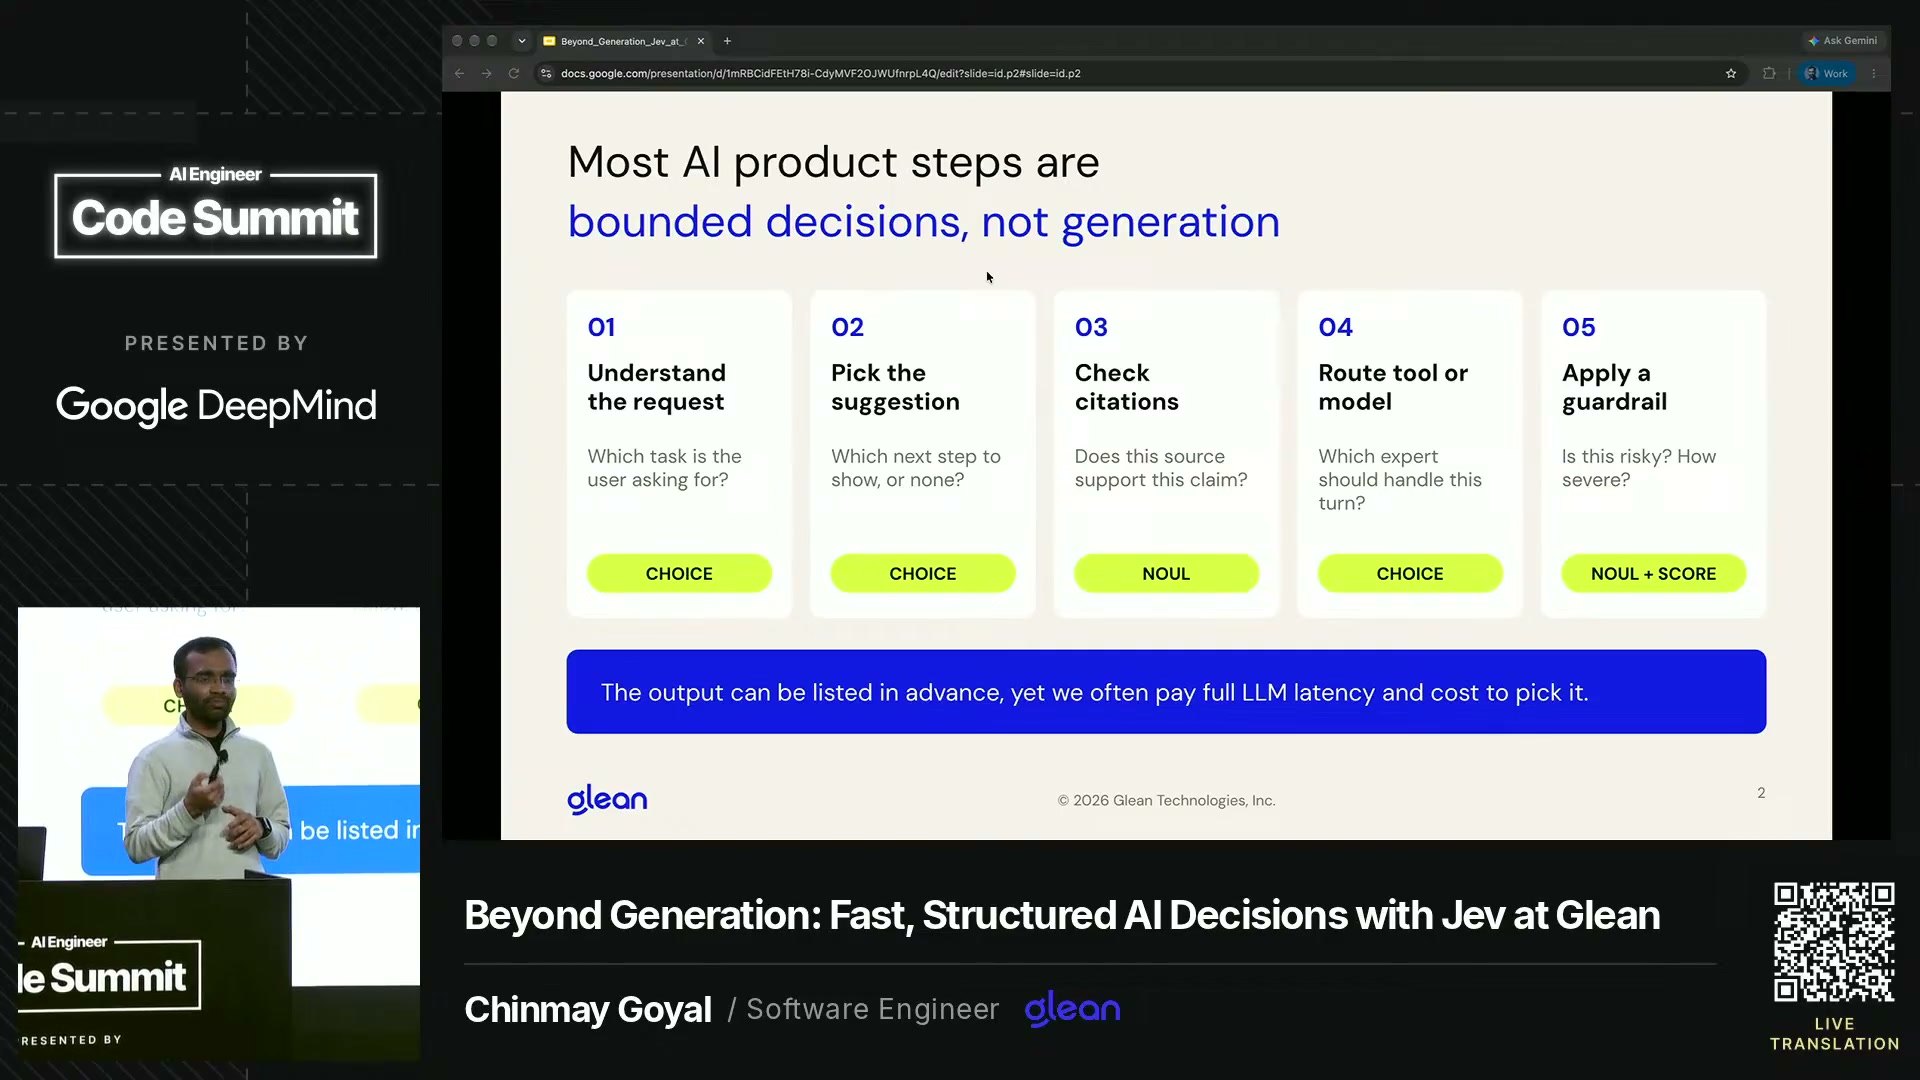 AI Engineer
Code Summit
PRESENTED BY
Google DeepMind
Beyond_Generation_Jev_at_
Ask Gemini
docs.google.com/presentation/d/1mRBCidFEtH78i-CdyMVF2OJWUfnrpL4Q/edit?slide=id.p2#slide=id.p2
Work
Most AI product steps are
bounded decisions, not generation
01
Understand
the request
Which task is the
user asking for?
CHOICE
02
Pick the
suggestion
Which next step to
show, or none?
CHOICE
03
Check
citations
Does this source
support this claim?
NOUL
04
Route tool or
model
Which expert
should handle this
turn?
CHOICE
05
Apply a
guardrail
Is this risky? How
severe?
NOUL + SCORE
The output can be listed in advance, yet we often pay full LLM latency and cost to pick it.
glean
© 2026 Glean Technologies, Inc.
2
be listed in
AI Engineer
le Summit
RESENTED BY
Beyond Generation: Fast, Structured AI Decisions with Jev at Glean
Chinmay Goyal / Software Engineer glean
LIVE
TRANSLATION